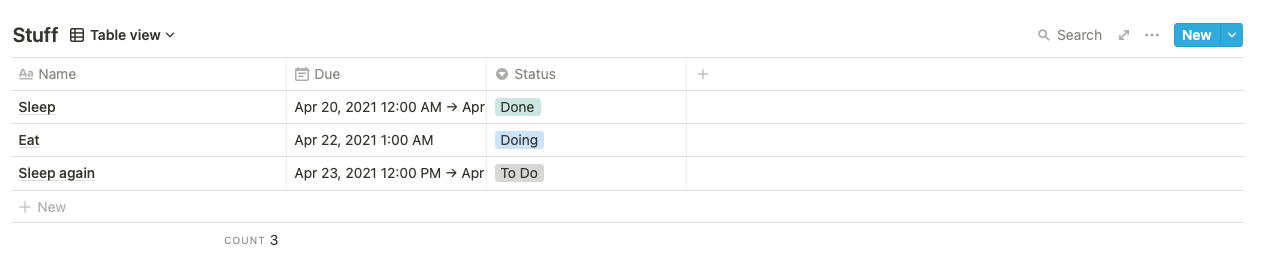 Stuff Table view Search New
Aa Name Due Status
Sleep Apr 20, 2021 12:00 AM → Apr Done
Eat Apr 22, 2021 1:00 AM Doing
Sleep again Apr 23, 2021 12:00 PM → Apr To Do
New
COUNT 3